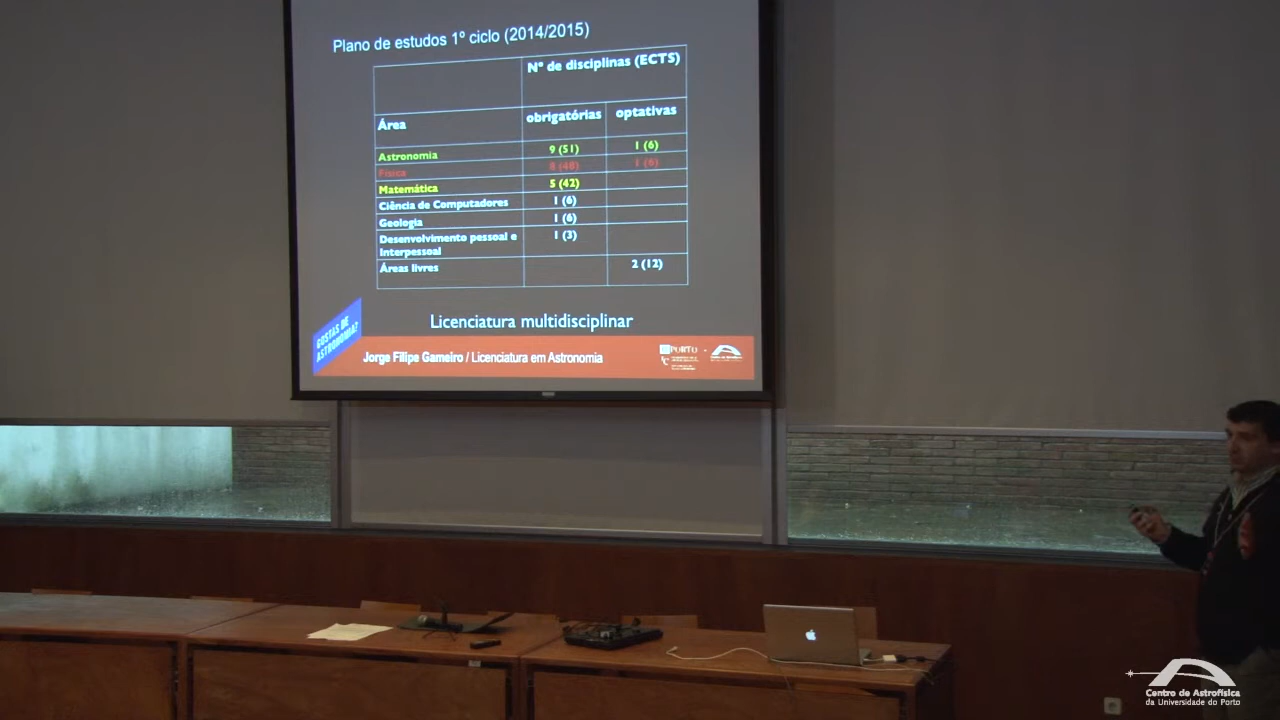 Plano de estudos 1º ciclo (2014/2015)
Nº de disciplinas (ECTS)
Área obrigatórias optativas
Astronomia 9 (51) 1 (6)
Física 8 (48) 1 (6)
Matemática 5 (42)
Ciência de Computadores 1 (6)
Geologia 1 (6)
Desenvolvimento pessoal e 1 (3)
Interpessoal
Áreas livres 2 (12)
Licenciatura multidisciplinar
GOSTAS DE
ASTRONOMIA?
Jorge Filipe Gameiro / Licenciatura em Astronomia
PORTO
FC
Centro de Astrofísica
da Universidade do Porto